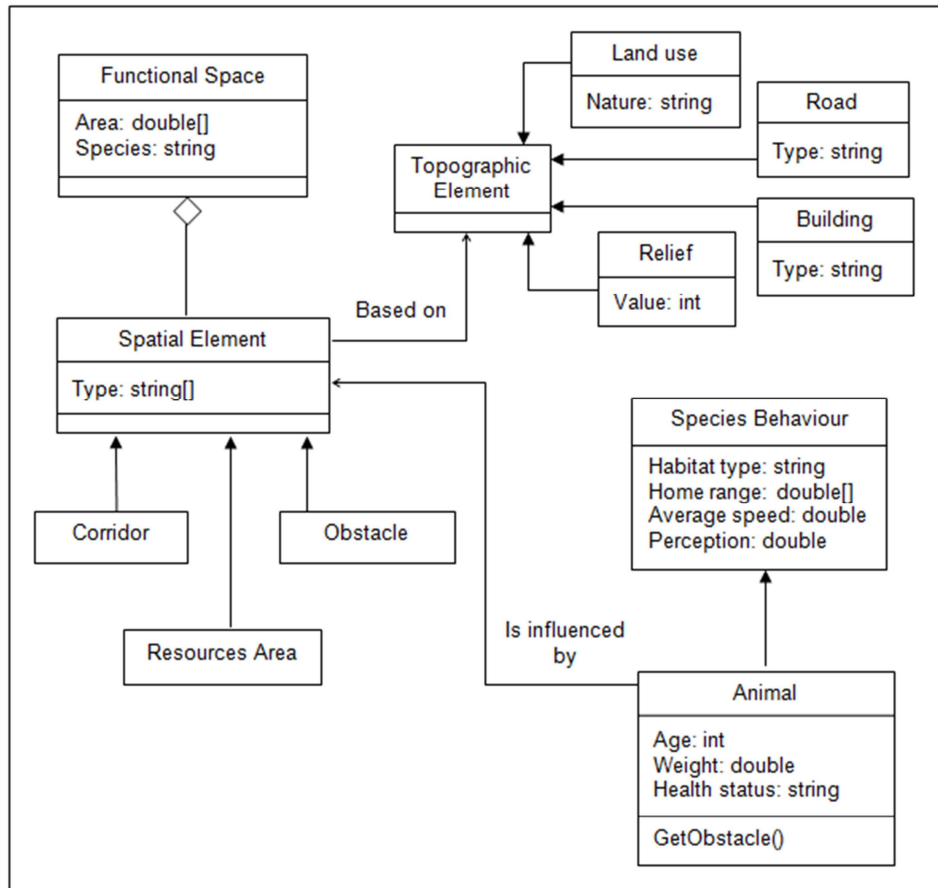 Functional Space
Area: double[]
Species: string
Land use
Nature: string
Road
Type: string
Topographic
Element
Building
Type: string
Relief
Value: int
Based on
Spatial Element
Type: string[]
Corridor
Obstacle
Resources Area
Species Behaviour
Habitat type: string
Home range: double[]
Average speed: double
Perception: double
Is influenced
by
Animal
Age: int
Weight: double
Health status: string
GetObstacle()